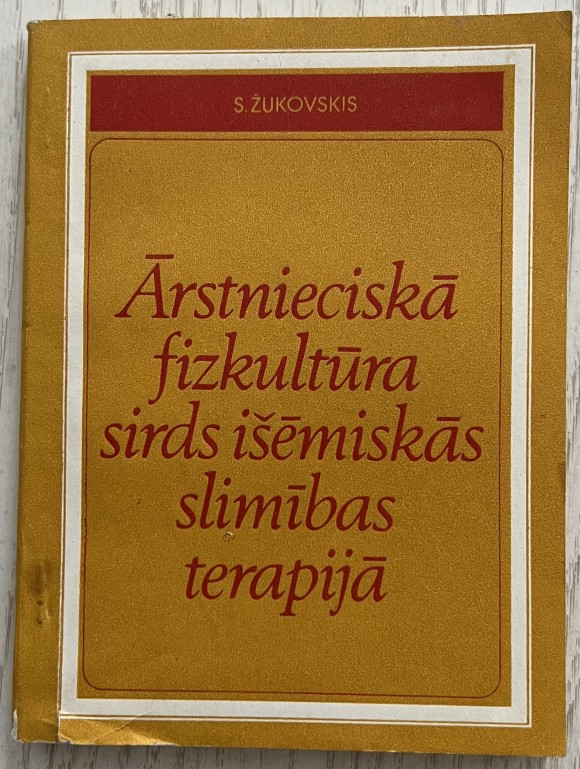 S. ŽUKOVSKIS
Ārstnieciskā
fizkultūra
sirds išēmiskās
slimības
terapijā